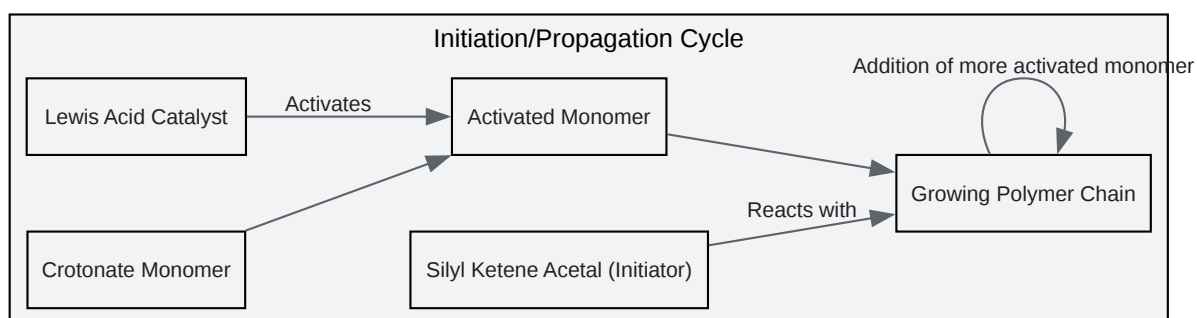 Initiation/Propagation Cycle
Addition of more activated monomer
Lewis Acid Catalyst
Activates
Activated Monomer
Growing Polymer Chain
Reacts with
Crotonate Monomer
Silyl Ketene Acetal (Initiator)